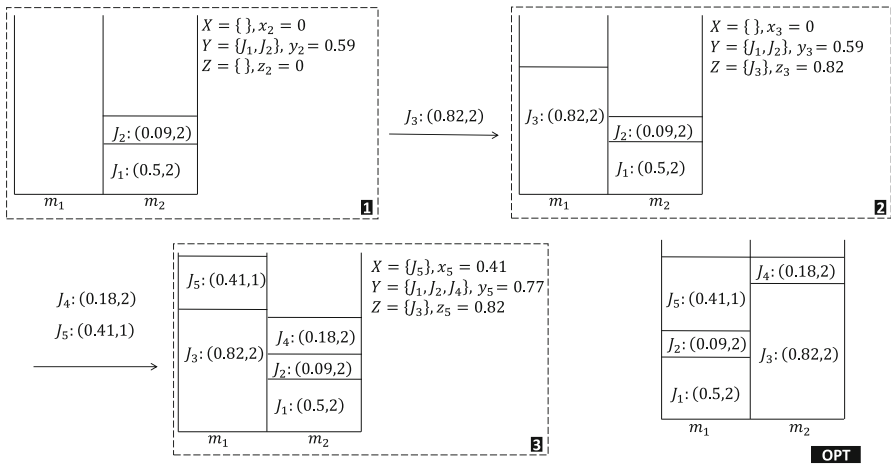 X = { }, x₂ = 0
Y = {J₁, J₂}, y₂ = 0.59
Z = { }, z₂ = 0
J₂: (0.09,2)
J₁: (0.5,2)
m₁ m₂
1
J₃: (0.82,2)
X = { }, x₃ = 0
Y = {J₁, J₂}, y₃ = 0.59
Z = {J₃}, z₃ = 0.82
J₃: (0.82,2)
J₂: (0.09,2)
J₁: (0.5,2)
m₁ m₂
2
J₄: (0.18,2)
J₅: (0.41,1)
X = {J₅}, x₅ = 0.41
Y = {J₁, J₂, J₄}, y₅ = 0.77
Z = {J₃}, z₅ = 0.82
J₅: (0.41,1)
J₃: (0.82,2)
J₄: (0.18,2)
J₂: (0.09,2)
J₁: (0.5,2)
m₁ m₂
3
J₅: (0.41,1)
J₂: (0.09,2)
J₁: (0.5,2)
J₄: (0.18,2)
J₃: (0.82,2)
m₁ m₂
OPT